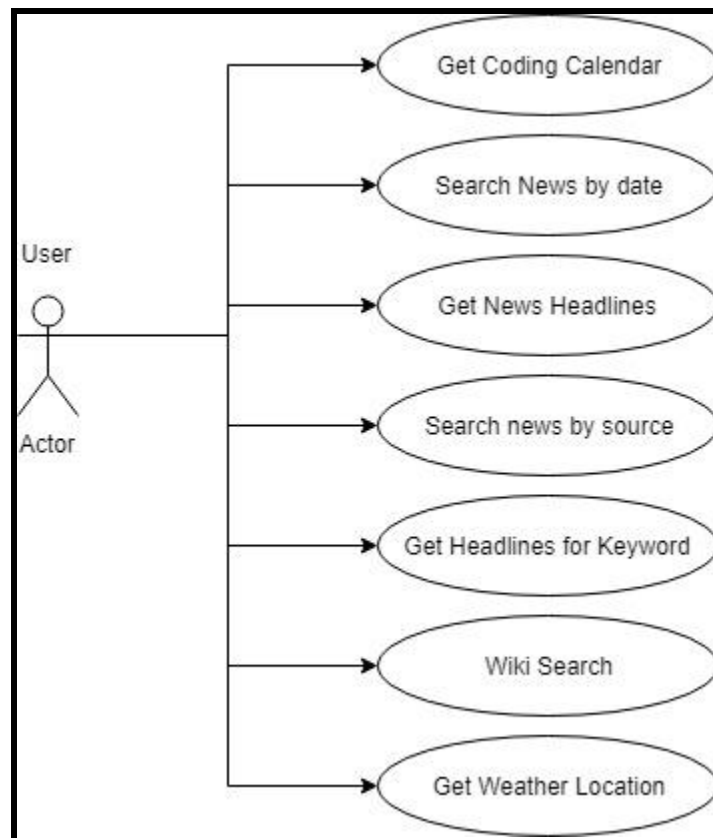 Get Coding Calendar
Search News by date
User
Get News Headlines
Search news by source
Actor
Get Headlines for Keyword
Wiki Search
Get Weather Location